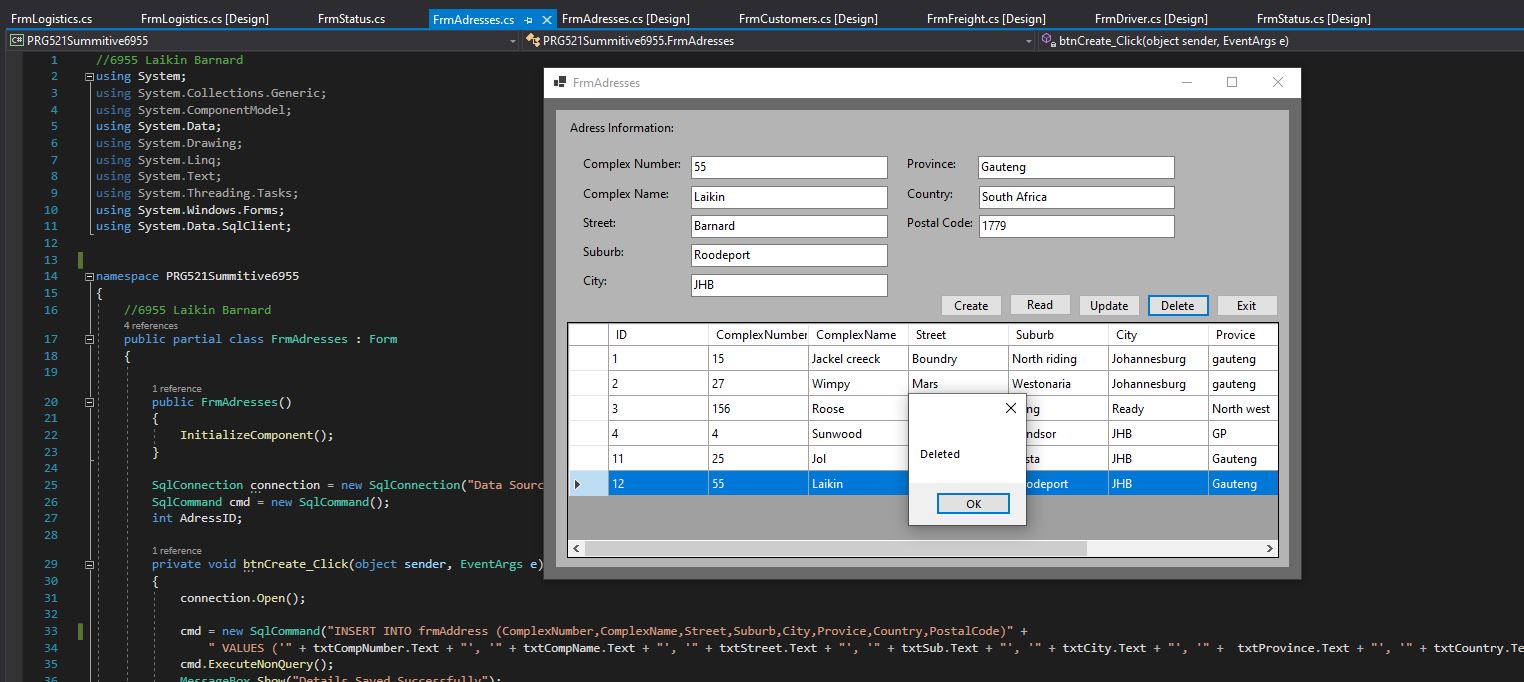 FrmLogistics.cs FrmLogistics.cs [Design] FrmStatus.cs FrmAdresses.cs FrmAdresses.cs [Design] FrmCustomers.cs [Design] FrmFreight.cs [Design] FrmDriver.cs [Design] FrmStatus.cs [Design]
C# PRG521Summitive6955 PRG521Summitive6955.FrmAdresses btnCreate_Click(object sender, EventArgs e)
1 //6955 Laikin Barnard
2 using System;
3 using System.Collections.Generic;
4 using System.ComponentModel;
5 using System.Data;
6 using System.Drawing;
7 using System.Linq;
8 using System.Text;
9 using System.Threading.Tasks;
10 using System.Windows.Forms;
11 using System.Data.SqlClient;
12
13
14 namespace PRG521Summitive6955
15 {
16 //6955 Laikin Barnard
4 references
17 public partial class FrmAdresses : Form
18 {
19
1 reference
20 public FrmAdresses()
21 {
22 InitializeComponent();
23 }
24
25 SqlConnection connection = new SqlConnection("Data Sourc
26 SqlCommand cmd = new SqlCommand();
27 int AdressID;
28
1 reference
29 private void btnCreate_Click(object sender, EventArgs e)
30 {
31 connection.Open();
32
33 cmd = new SqlCommand("INSERT INTO frmAddress (ComplexNumber,ComplexName,Street,Suburb,City,Provice,Country,PostalCode)" +
34 " VALUES ('" + txtCompNumber.Text + "', '" + txtCompName.Text + "', '" + txtStreet.Text + "', '" + txtSub.Text + "', '" + txtCity.Text + "', '" + txtProvince.Text + "', '" + txtCountry.Te
35 cmd.ExecuteNonQuery();
36 MessageBox.Show("Details Saved Successfully");
FrmAdresses
Adress Information:
Complex Number: 55 Province: Gauteng
Complex Name: Laikin Country: South Africa
Street: Barnard Postal Code: 1779
Suburb: Roodeport
City: JHB
Create Read Update Delete Exit
ID ComplexNumber ComplexName Street Suburb City Provice
1 15 Jackel creeck Boundry North riding Johannesburg gauteng
2 27 Wimpy Mars Westonaria Johannesburg gauteng
3 156 Roose ng Ready North west
4 4 Sunwood ndsor JHB GP
11 25 Jol sta JHB Gauteng
12 55 Laikin odeport JHB Gauteng
Deleted
OK